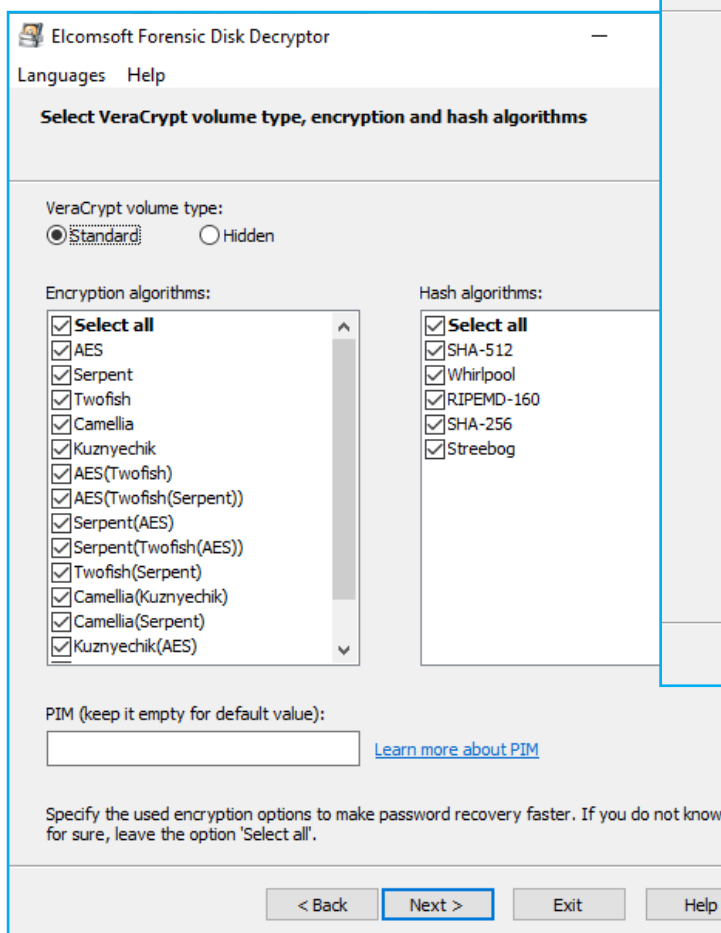 Elcomsoft Forensic Disk Decryptor
Languages Help
Select VeraCrypt volume type, encryption and hash algorithms
VeraCrypt volume type:
Standard Hidden
Encryption algorithms:
Select all
AES
Serpent
Twofish
Camellia
Kuznyechik
AES(Twofish)
AES(Twofish(Serpent))
Serpent(AES)
Serpent(Twofish(AES))
Twofish(Serpent)
Camellia(Kuznyechik)
Camellia(Serpent)
Kuznyechik(AES)
Hash algorithms:
Select all
SHA-512
Whirlpool
RIPEMD-160
SHA-256
Streebog
PIM (keep it empty for default value):
Learn more about PIM
Specify the used encryption options to make password recovery faster. If you do not know
for sure, leave the option 'Select all'.
< Back Next > Exit Help